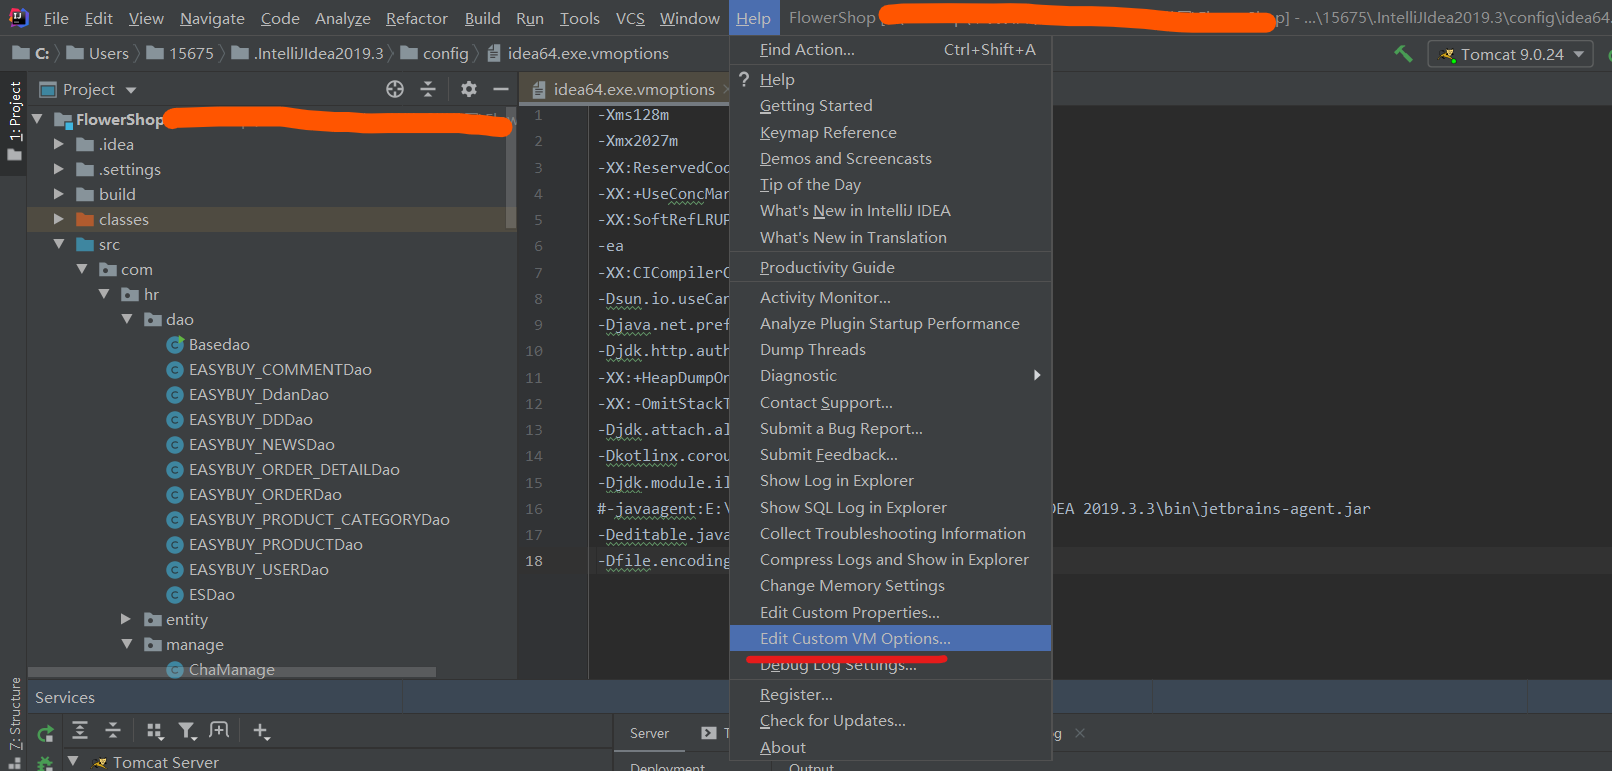 File Edit View Navigate Code Analyze Refactor Build Run Tools VCS Window Help FlowerShop - ...\15675\.IntelliJIdea2019.3\config\idea64.
C: Users 15675 .IntelliJIdea2019.3 config idea64.exe.vmoptions Tomcat 9.0.24
1: Project
Project
FlowerShop
.idea
.settings
build
classes
src
com
hr
dao
Basedao
EASYBUY_COMMENTDao
EASYBUY_DdanDao
EASYBUY_DDDao
EASYBUY_NEWSDao
EASYBUY_ORDER_DETAILDao
EASYBUY_ORDERDao
EASYBUY_PRODUCT_CATEGORYDao
EASYBUY_PRODUCTDao
EASYBUY_USERDao
ESDao
entity
manage
ChaManage
idea64.exe.vmoptions
1 -Xms128m
2 -Xmx2027m
3 -XX:ReservedCod
4 -XX:+UseConcMar
5 -XX:SoftRefLRUP
6 -ea
7 -XX:CICompilerC
8 -Dsun.io.useCan
9 -Djava.net.pref
10 -Djdk.http.auth
11 -XX:+HeapDumpOn
12 -XX:-OmitStackT
13 -Djdk.attach.al
14 -Dkotlinx.corou
15 -Djdk.module.il
16 #-javaagent:E:\ DEA 2019.3.3\bin\jetbrains-agent.jar
17 -Deditable.java
18 -Dfile.encoding
Find Action... Ctrl+Shift+A
? Help
Getting Started
Keymap Reference
Demos and Screencasts
Tip of the Day
What's New in IntelliJ IDEA
What's New in Translation
Productivity Guide
Activity Monitor...
Analyze Plugin Startup Performance
Dump Threads
Diagnostic
Contact Support...
Submit a Bug Report...
Submit Feedback...
Show Log in Explorer
Show SQL Log in Explorer
Collect Troubleshooting Information
Compress Logs and Show in Explorer
Change Memory Settings
Edit Custom Properties...
Edit Custom VM Options...
Debug Log Settings...
Register...
Check for Updates...
About
7: Structure
Services
Tomcat Server
Server
Deployment
Output